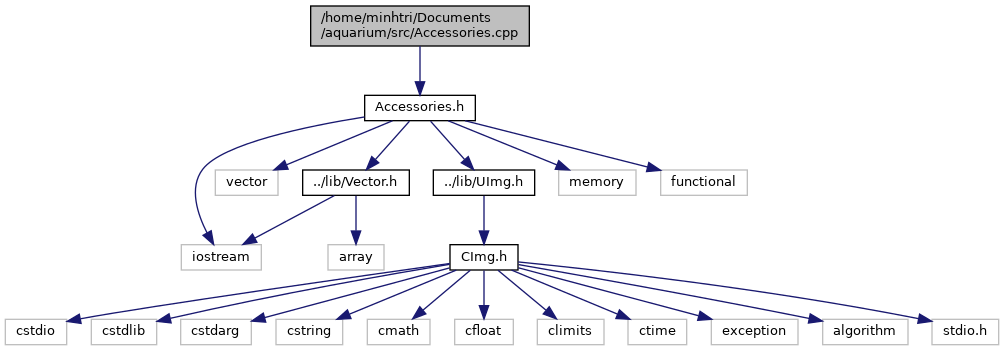 /home/minhtri/Documents
/aquarium/src/Accessories.cpp
Accessories.h
vector
../lib/Vector.h
../lib/UImg.h
memory
functional
iostream
array
CImg.h
cstdio
cstdlib
cstdarg
cstring
cmath
cfloat
climits
ctime
exception
algorithm
stdio.h